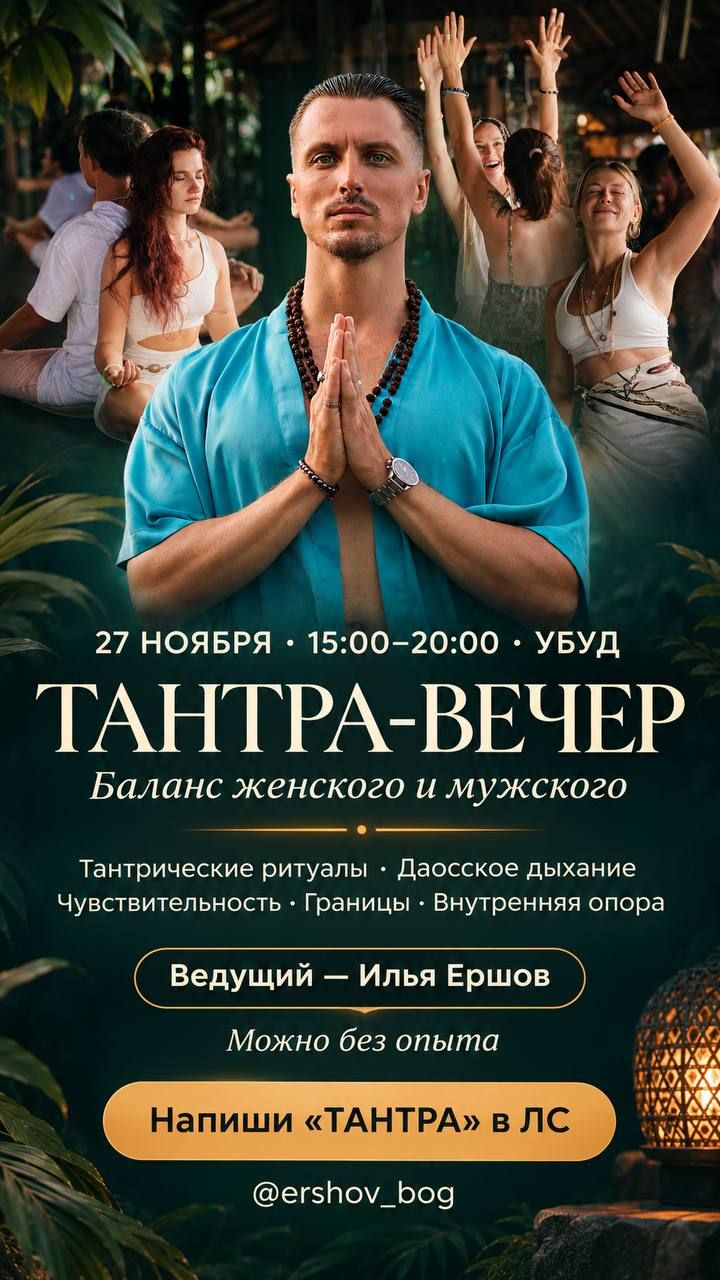 27 НОЯБРЯ • 15:00–20:00 • УБУД
ТАНТРА-ВЕЧЕР
Баланс женского и мужского
Тантрические ритуалы • Даосское дыхание
Чувствительность • Границы • Внутренняя опора
Ведущий — Илья Ершов
Можно без опыта
Напиши «ТАНТРА» в ЛС
@ershov_bog